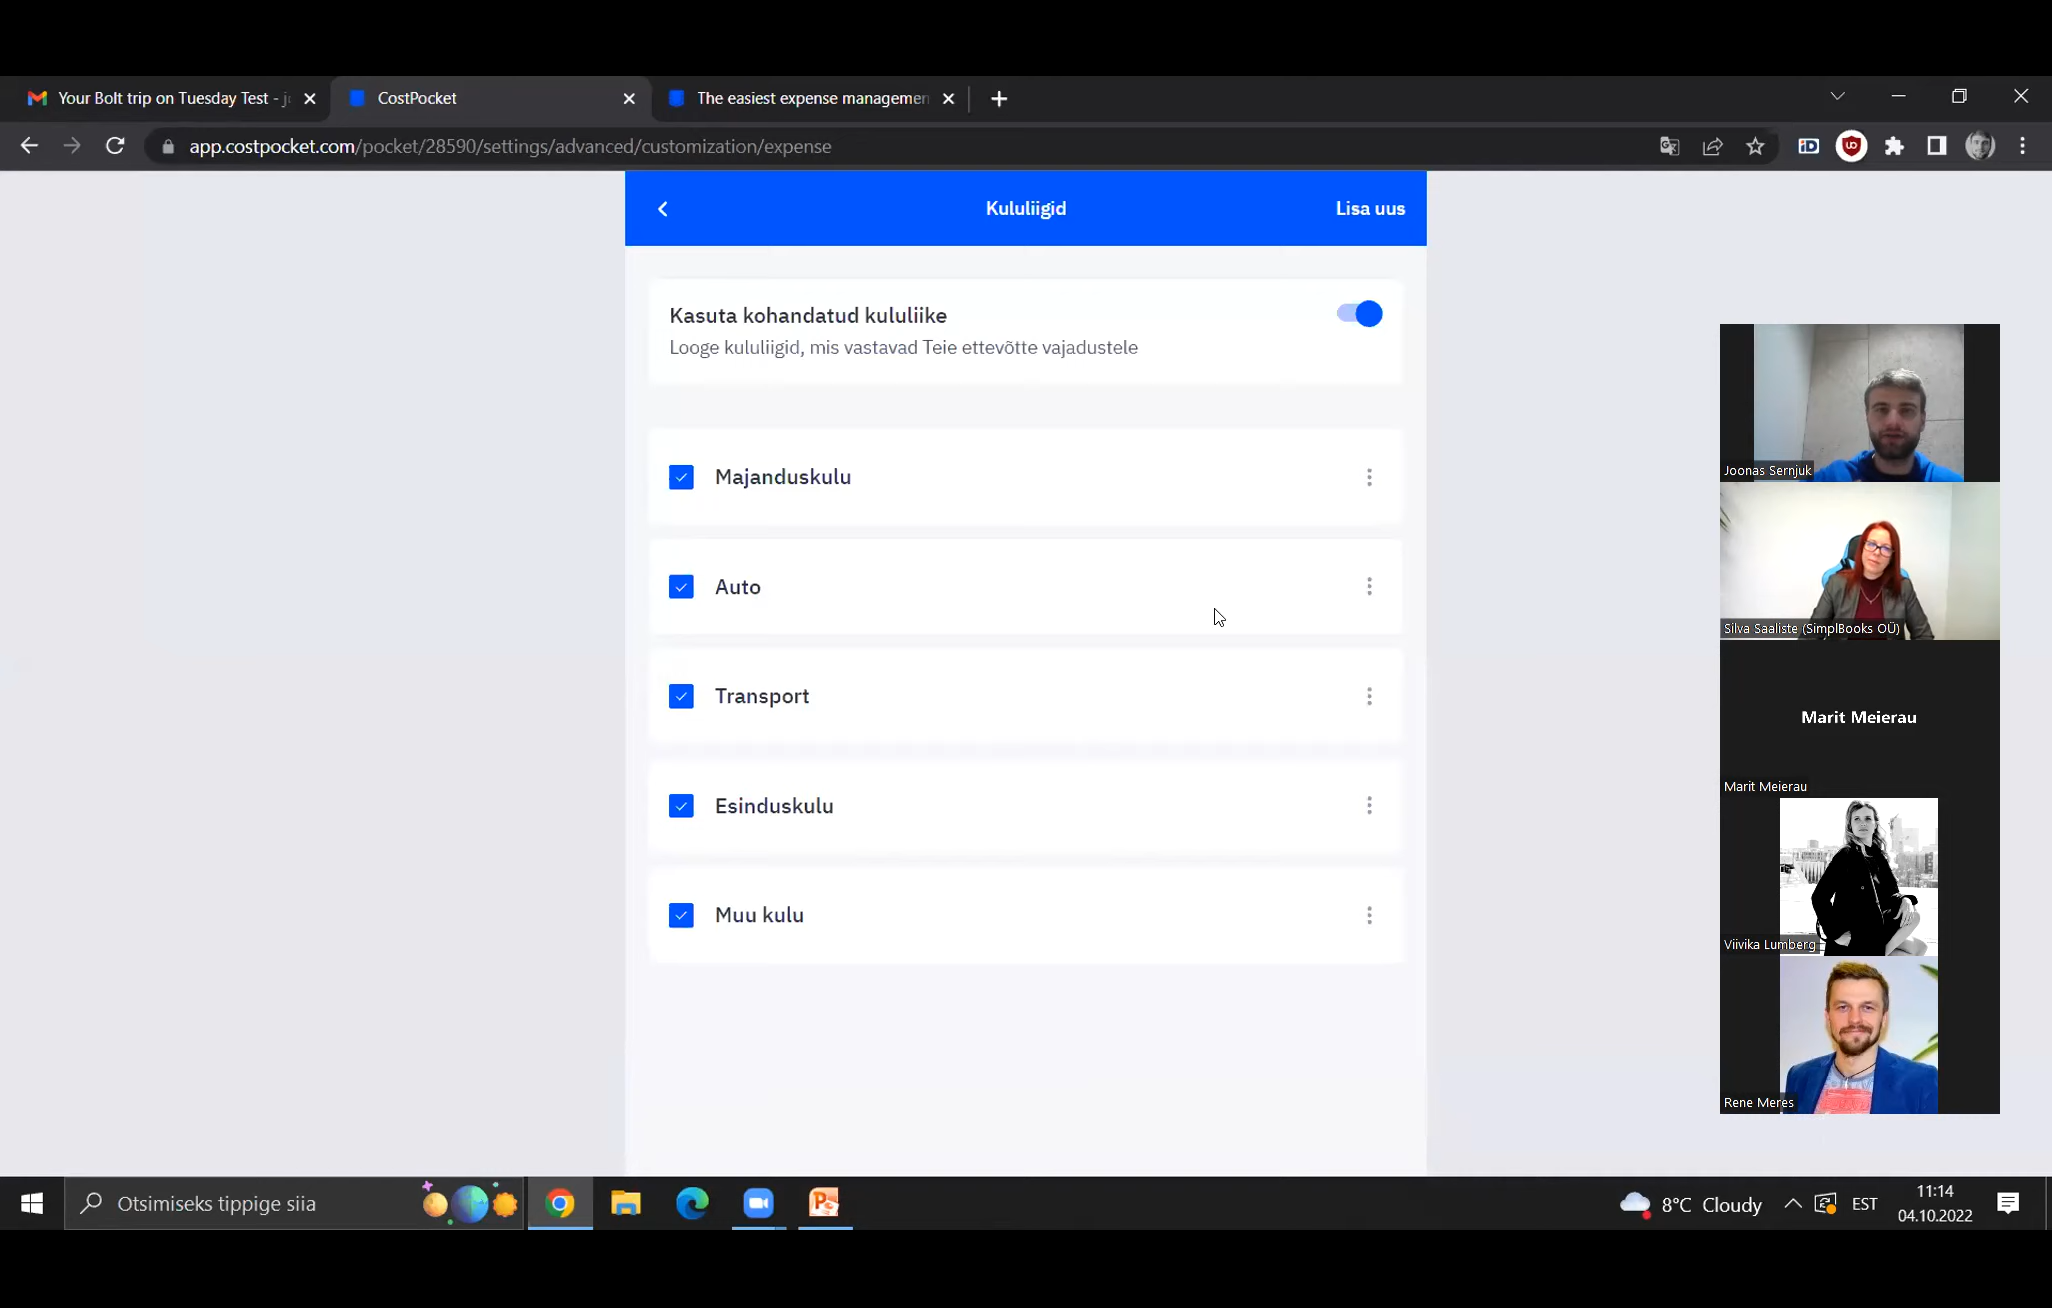 Your Bolt trip on Tuesday Test - j
CostPocket
The easiest expense managemen
app.costpocket.com/pocket/28590/settings/advanced/customization/expense
Kululiigid
Lisa uus
Kasuta kohandatud kululiike
Looge kululiigid, mis vastavad Teie ettevõtte vajadustele
Majanduskulu
Auto
Transport
Esinduskulu
Muu kulu
Joonas Sernjuk
Silva Saaliste (SimplBooks OÜ)
Marit Meierau
Marit Meierau
Viivika Lumberg
Rene Meres
Otsimiseks tippige siia
8°C Cloudy
EST
11:14
04.10.2022